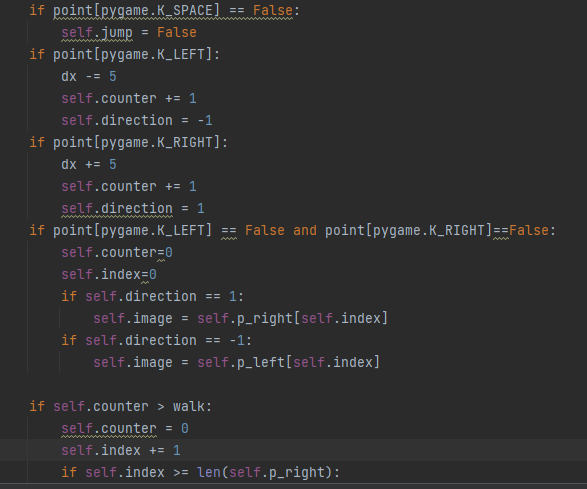 if point[pygame.K_SPACE] == False:
    self.jump = False
if point[pygame.K_LEFT]:
    dx -= 5
    self.counter += 1
    self.direction = -1
if point[pygame.K_RIGHT]:
    dx += 5
    self.counter += 1
    self.direction = 1
if point[pygame.K_LEFT] == False and point[pygame.K_RIGHT]==False:
    self.counter=0
    self.index=0
    if self.direction == 1:
        self.image = self.p_right[self.index]
    if self.direction == -1:
        self.image = self.p_left[self.index]

if self.counter > walk:
    self.counter = 0
    self.index += 1
    if self.index >= len(self.p_right):